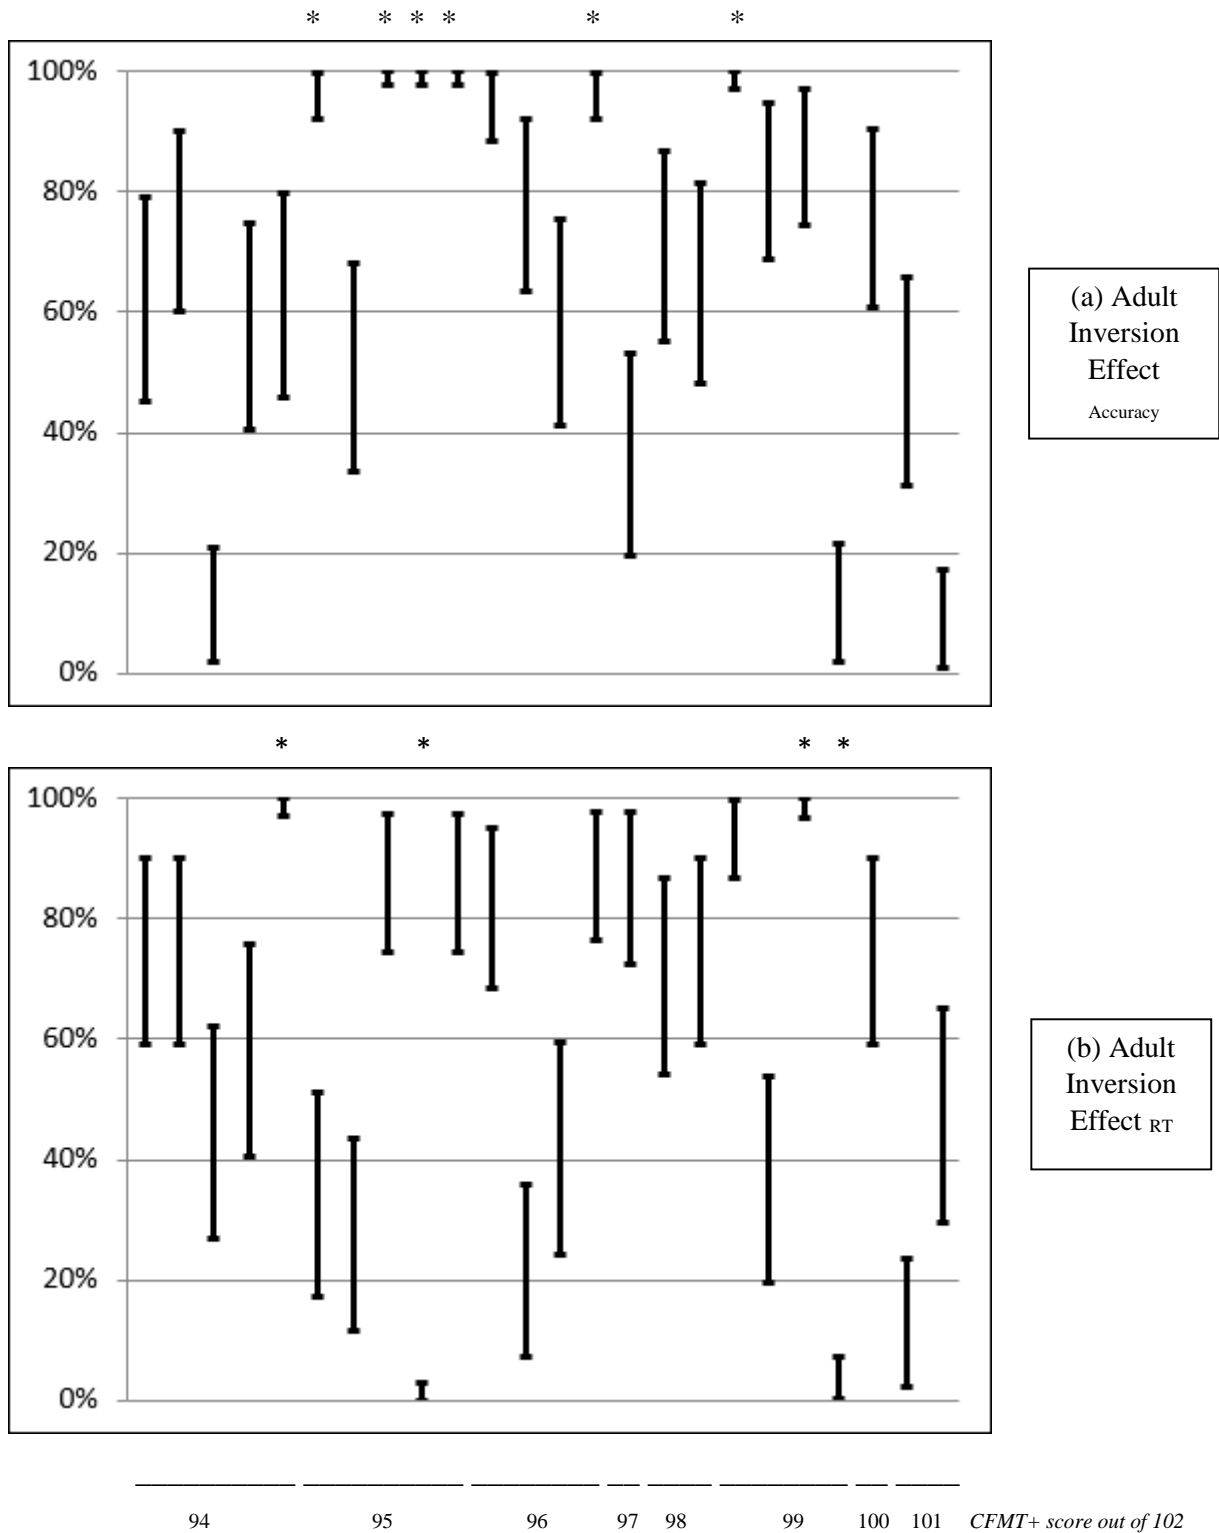 * * * * * *
100%
80%
60%
40%
20%
0%
(a) Adult
Inversion
Effect
Accuracy
* * * *
100%
80%
60%
40%
20%
0%
(b) Adult
Inversion
Effect RT
94 95 96 97 98 99 100 101 CFMT+ score out of 102